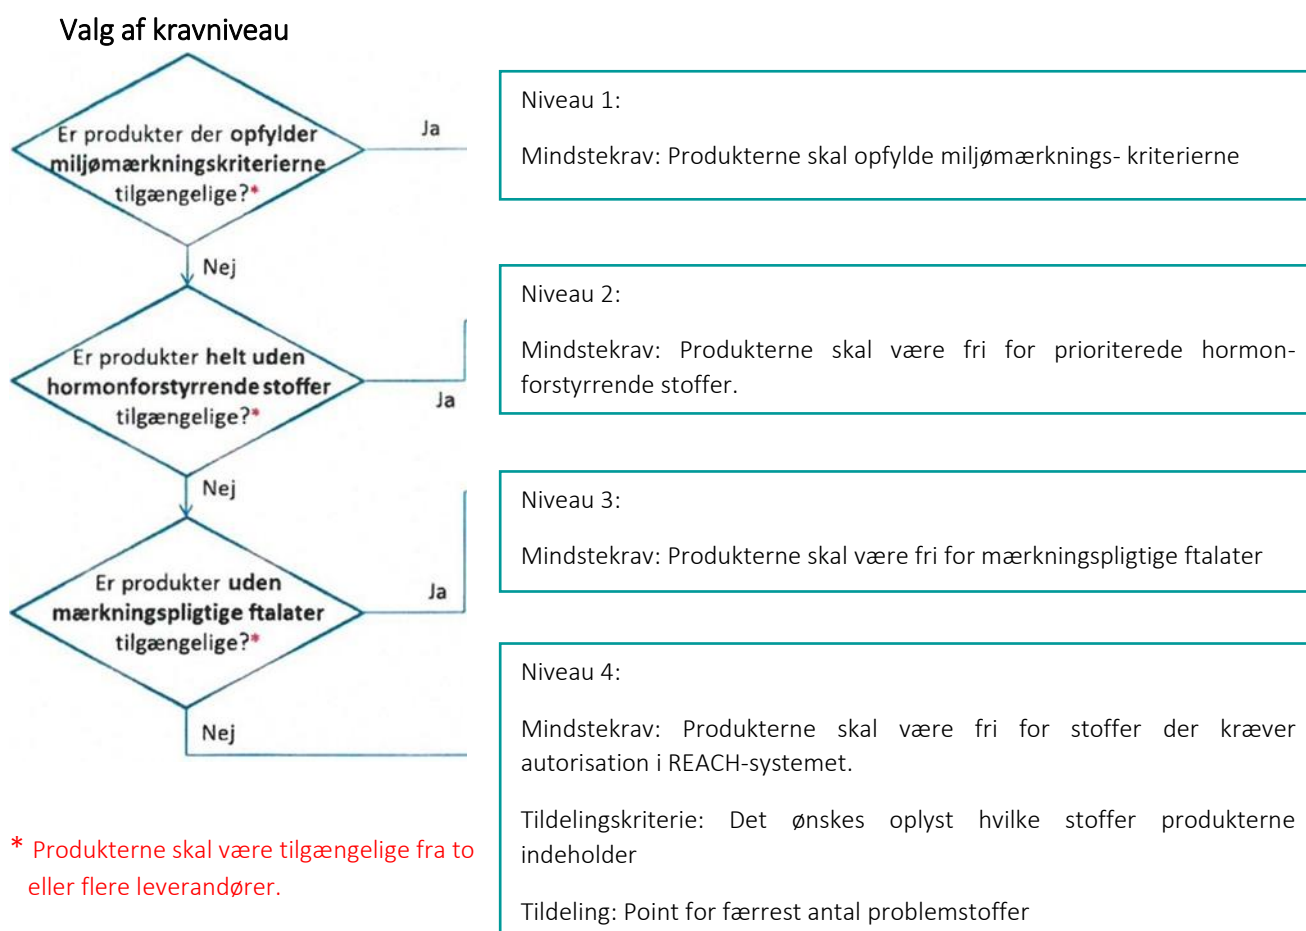 Valg af kravniveau
Er produkter der opfylder
miljømærkningskriterierne
tilgængelige?*
Ja
Nej
Niveau 1:
Mindstekrav: Produkterne skal opfylde miljømærknings- kriterierne
Er produkter helt uden
hormonforstyrrende stoffer
tilgængelige?*
Ja
Nej
Niveau 2:
Mindstekrav: Produkterne skal være fri for prioriterede hormon-
forstyrrende stoffer.
Er produkter uden
mærkningspligtige ftalater
tilgængelige?*
Ja
Nej
Niveau 3:
Mindstekrav: Produkterne skal være fri for mærkningspligtige ftalater
Niveau 4:
Mindstekrav: Produkterne skal være fri for stoffer der kræver
autorisation i REACH-systemet.
Tildelingskriterie: Det ønskes oplyst hvilke stoffer produkterne
indeholder
Tildeling: Point for færrest antal problemstoffer
* Produkterne skal være tilgængelige fra to
eller flere leverandører.